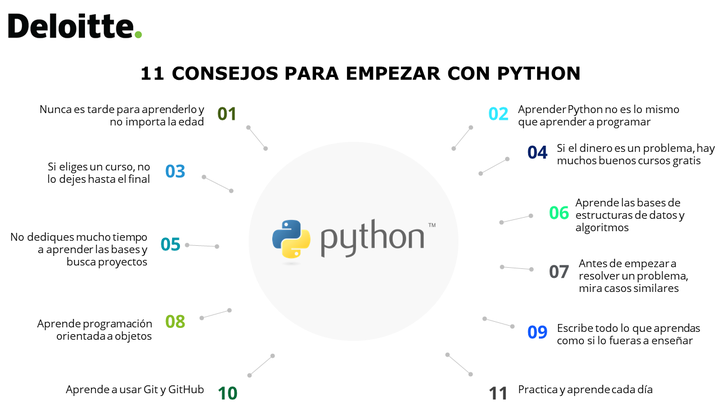 Deloitte.
11 CONSEJOS PARA EMPEZAR CON PYTHON
Nunca es tarde para aprenderlo y
no importa la edad
01
02
Aprender Python no es lo mismo
que aprender a programar
Si eliges un curso, no
lo dejes hasta el final
03
04
Si el dinero es un problema, hay
muchos buenos cursos gratis
No dediques mucho tiempo
a aprender las bases y
busca proyectos
05
06
Aprende las bases de
estructuras de datos y
algoritmos
python™
07
Antes de empezar a
resolver un problema,
mira casos similares
Aprende programación
orientada a objetos
08
09
Escribe todo lo que aprendas
como si lo fueras a enseñar
Aprende a usar Git y GitHub
10
11
Practica y aprende cada día